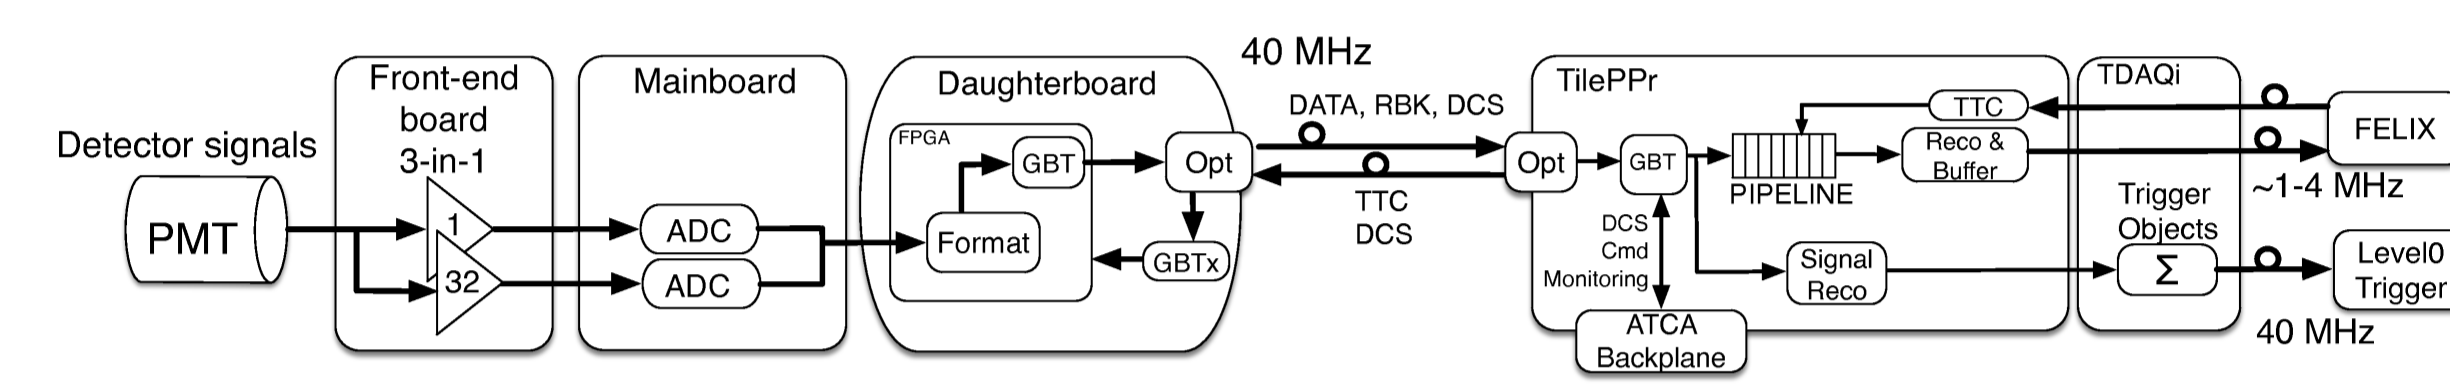 Detector signals
PMT
Front-end
board
3-in-1
1
32
Mainboard
ADC
ADC
Daughterboard
FPGA
GBT
Format
Opt
GBTx
40 MHz
DATA, RBK, DCS
TTC
DCS
TilePPr
Opt
GBT
DCS
Cmd
Monitoring
ATCA
Backplane
PIPELINE
TTC
Reco &
Buffer
Signal
Reco
TDAQi
Trigger
Objects
Σ
FELIX
~1-4 MHz
Level0
Trigger
40 MHz